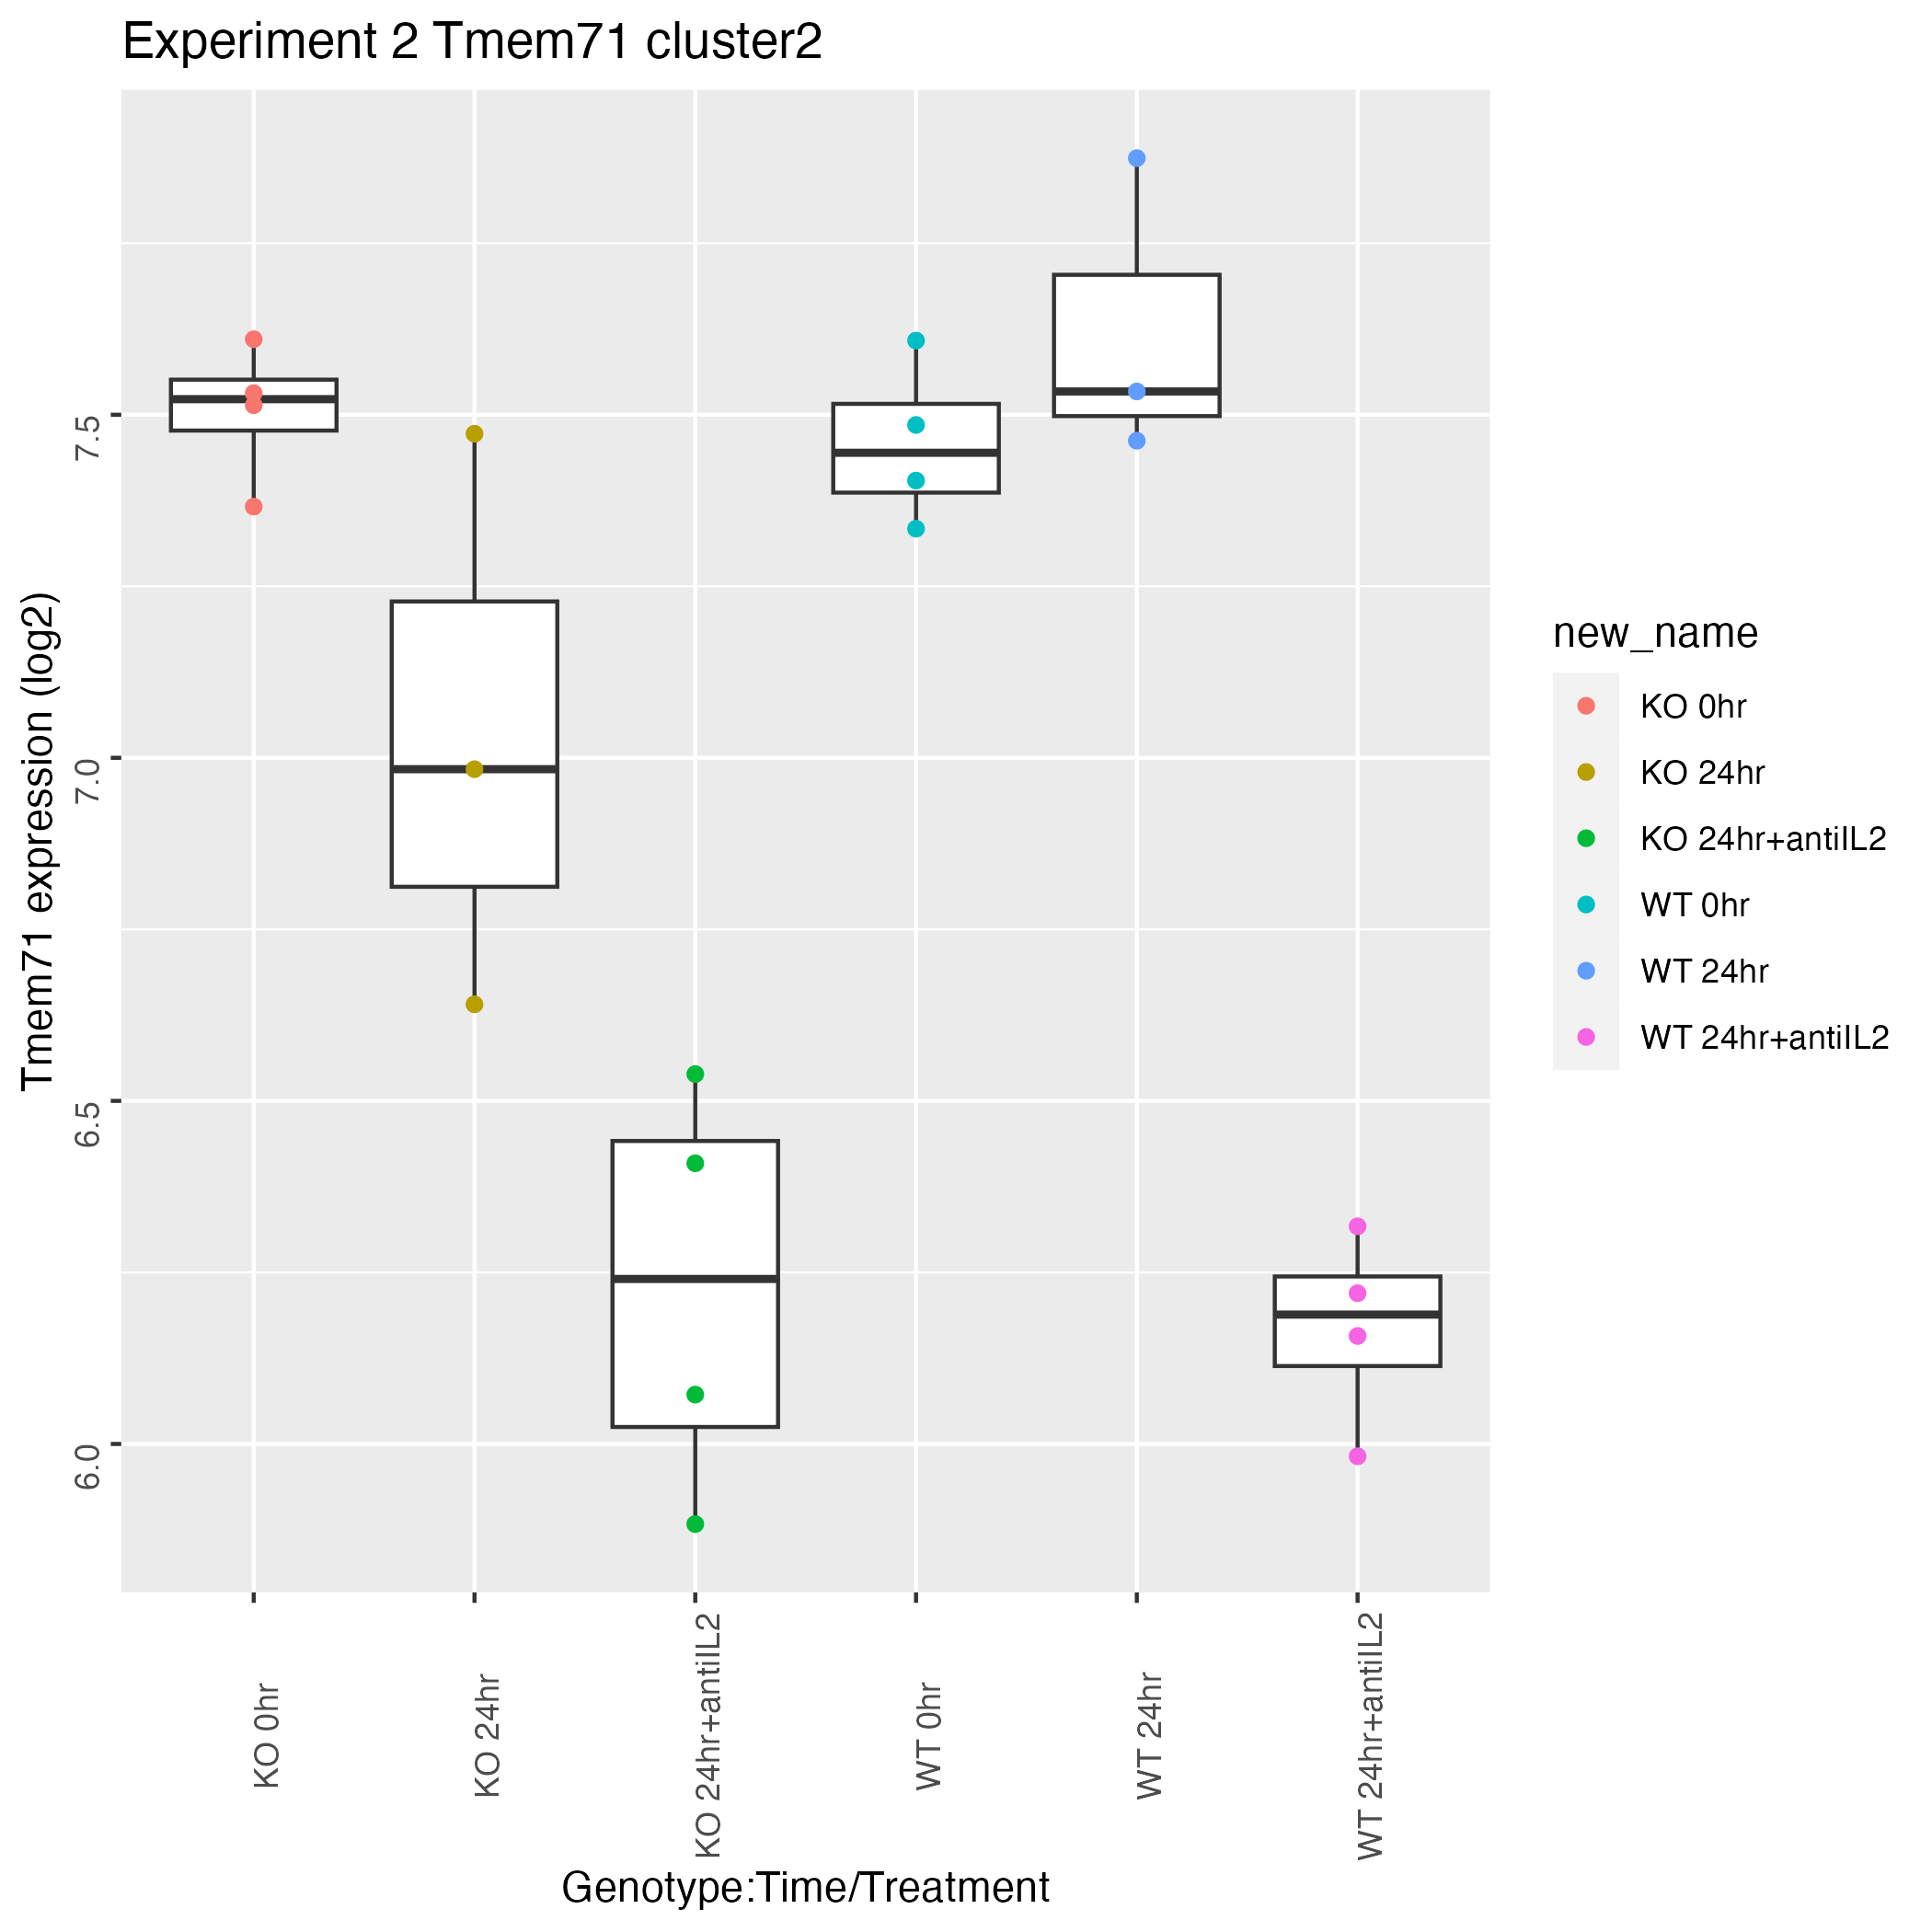 Experiment 2 Tmem71 cluster2
Tmem71 expression (log2)
7.5
7.0
6.5
6.0
KO 0hr
KO 24hr
KO 24hr+antiIL2
WT 0hr
WT 24hr
WT 24hr+antiIL2
Genotype:Time/Treatment
new_name
KO 0hr
KO 24hr
KO 24hr+antiIL2
WT 0hr
WT 24hr
WT 24hr+antiIL2